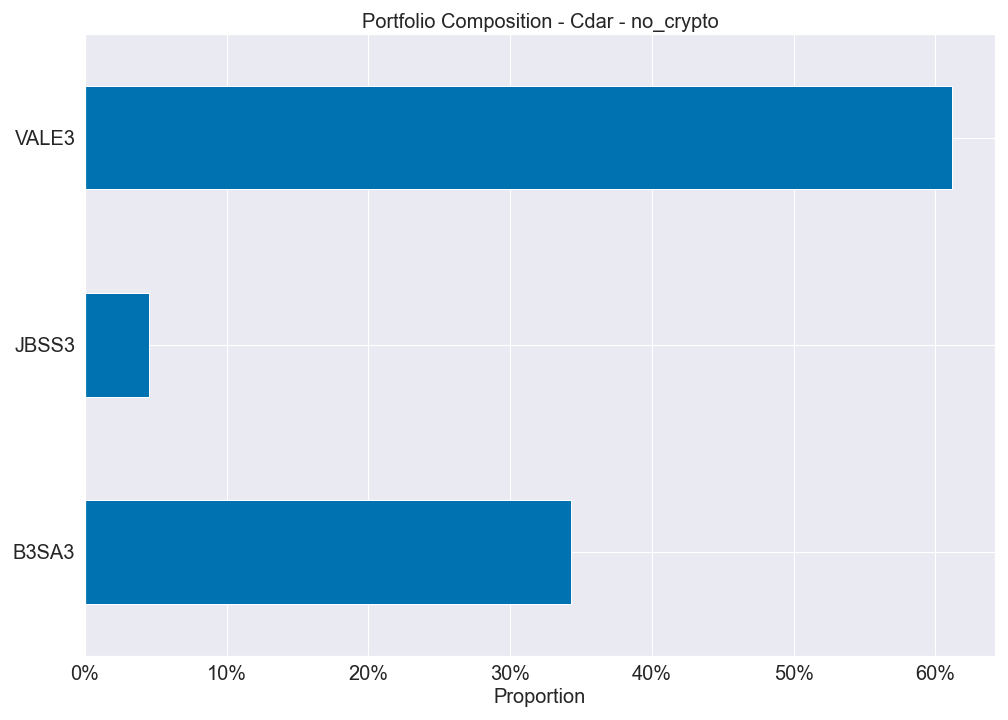 Portfolio Composition - Cdar - no_crypto
VALE3
JBSS3
B3SA3
0% 10% 20% 30% 40% 50% 60%
Proportion